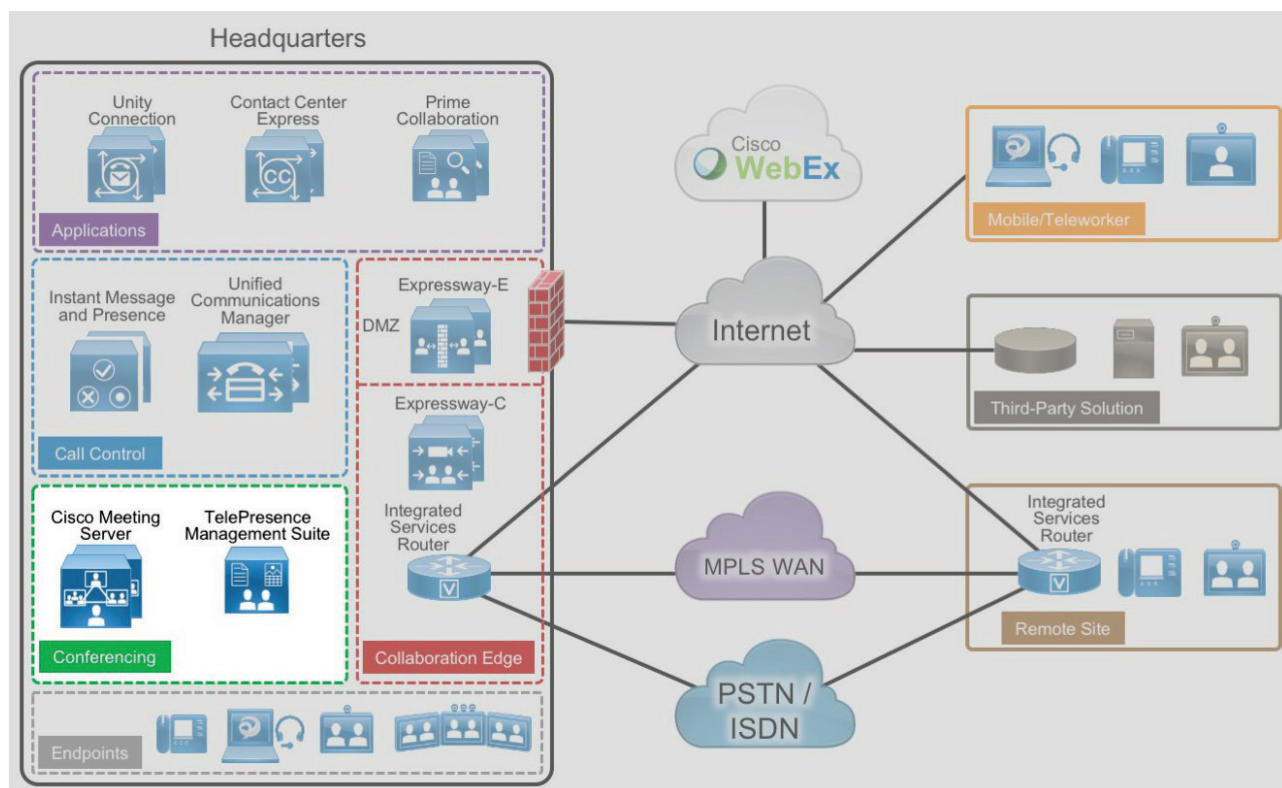 Headquarters
Unity
Connection
Contact Center
Express
Prime
Collaboration
CC
Applications
Instant Message
and Presence
Unified
Communications
Manager
Call Control
Expressway-E
DMZ
Expressway-C
Integrated
Services
Router
V
Collaboration Edge
Cisco Meeting
Server
TelePresence
Management Suite
Conferencing
Endpoints
Cisco
WebEx
Internet
MPLS WAN
PSTN /
ISDN
Mobile/Teleworker
Third-Party Solution
Integrated
Services
Router
V
Remote Site